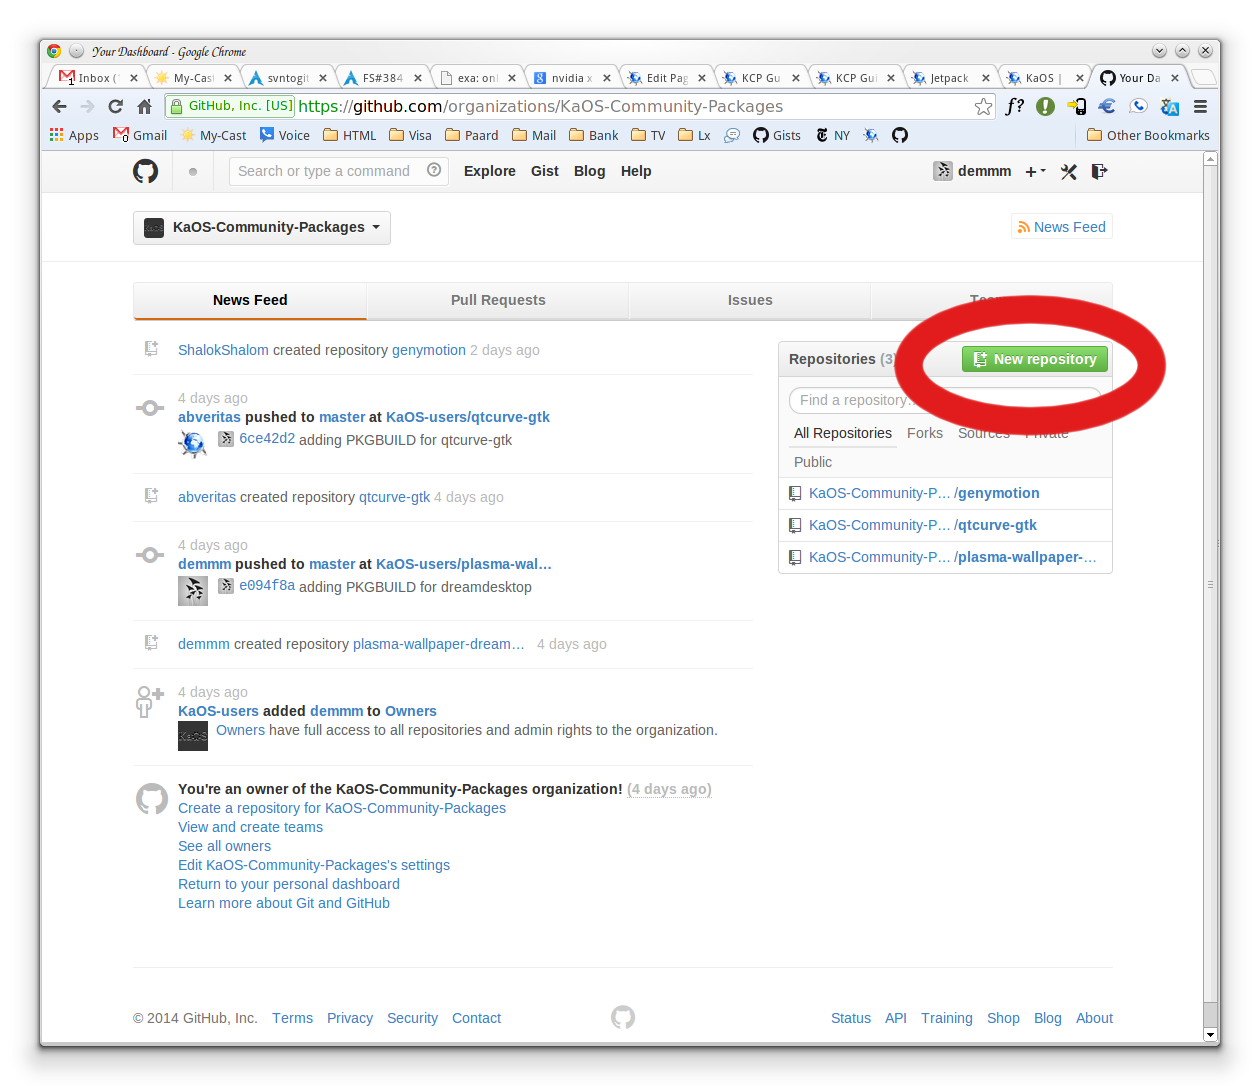 Your Dashboard - Google Chrome
Inbox (1 My-Cast svntogit FS#384 exa: onl nvidia x Edit Pag KCP Gu KCP Gui Jetpack KaOS | Your Da
GitHub, Inc. [US] https://github.com/organizations/KaOS-Community-Packages f?
Apps Gmail My-Cast Voice HTML Visa Paard Mail Bank TV Lx Gists NY Other Bookmarks
Search or type a command Explore Gist Blog Help demmm
KaOS-Community-Packages News Feed
News Feed Pull Requests Issues
ShalokShalom created repository genymotion 2 days ago
4 days ago
abveritas pushed to master at KaOS-users/qtcurve-gtk
6ce42d2 adding PKGBUILD for qtcurve-gtk
abveritas created repository qtcurve-gtk 4 days ago
4 days ago
demmm pushed to master at KaOS-users/plasma-wal…
e094f8a adding PKGBUILD for dreamdesktop
demmm created repository plasma-wallpaper-dream… 4 days ago
4 days ago
KaOS-users added demmm to Owners
KaOS
Owners have full access to all repositories and admin rights to the organization.
You're an owner of the KaOS-Community-Packages organization! (4 days ago)
Create a repository for KaOS-Community-Packages
View and create teams
See all owners
Edit KaOS-Community-Packages's settings
Return to your personal dashboard
Learn more about Git and GitHub
Repositories (3) New repository
Find a repository…
All Repositories Forks Sources Private
Public
KaOS-Community-P… /genymotion
KaOS-Community-P… /qtcurve-gtk
KaOS-Community-P… /plasma-wallpaper-…
© 2014 GitHub, Inc. Terms Privacy Security Contact Status API Training Shop Blog About